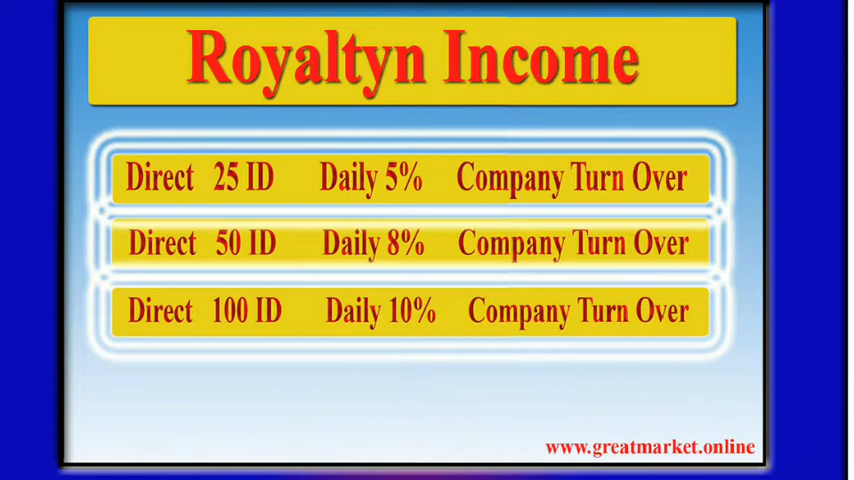 Royaltyn Income
Direct 25 ID Daily 5% Company Turn Over
Direct 50 ID Daily 8% Company Turn Over
Direct 100 ID Daily 10% Company Turn Over
www.greatmarket.online